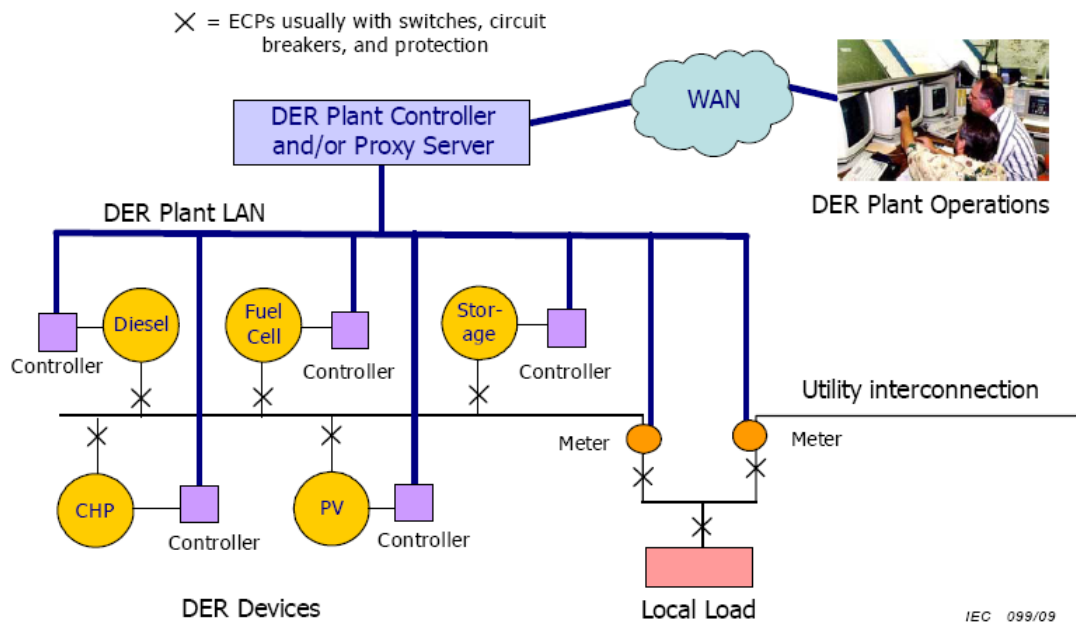 X = ECPs usually with switches, circuit
breakers, and protection
WAN
DER Plant Controller
and/or Proxy Server
DER Plant Operations
DER Plant LAN
Diesel
Fuel
Cell
Stor-
age
Controller
Controller
Controller
Utility interconnection
Meter
Meter
CHP
PV
Controller
Controller
DER Devices
Local Load
IEC 099/09